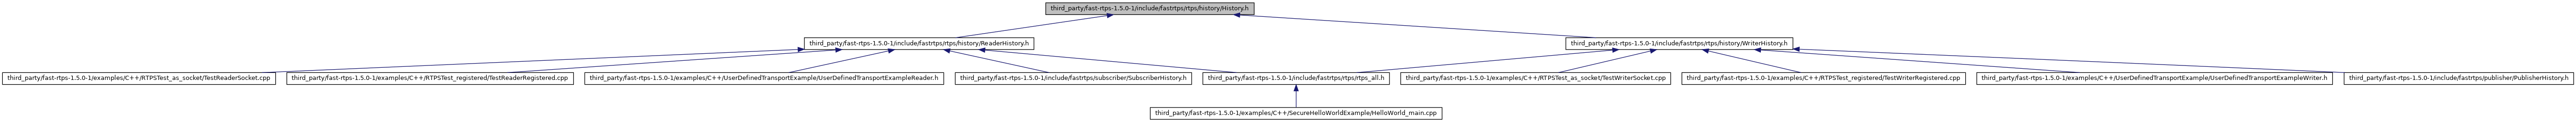 third_party/fast-rtps-1.5.0-1/include/fastrtps/rtps/history/History.h
third_party/fast-rtps-1.5.0-1/include/fastrtps/rtps/history/ReaderHistory.h
third_party/fast-rtps-1.5.0-1/include/fastrtps/rtps/history/WriterHistory.h
third_party/fast-rtps-1.5.0-1/examples/C++/RTPSTest_as_socket/TestReaderSocket.cpp
third_party/fast-rtps-1.5.0-1/examples/C++/RTPSTest_registered/TestReaderRegistered.cpp
third_party/fast-rtps-1.5.0-1/examples/C++/UserDefinedTransportExample/UserDefinedTransportExampleReader.h
third_party/fast-rtps-1.5.0-1/include/fastrtps/subscriber/SubscriberHistory.h
third_party/fast-rtps-1.5.0-1/include/fastrtps/rtps/rtps_all.h
third_party/fast-rtps-1.5.0-1/examples/C++/RTPSTest_as_socket/TestWriterSocket.cpp
third_party/fast-rtps-1.5.0-1/examples/C++/RTPSTest_registered/TestWriterRegistered.cpp
third_party/fast-rtps-1.5.0-1/examples/C++/UserDefinedTransportExample/UserDefinedTransportExampleWriter.h
third_party/fast-rtps-1.5.0-1/include/fastrtps/publisher/PublisherHistory.h
third_party/fast-rtps-1.5.0-1/examples/C++/SecureHelloWorldExample/HelloWorld_main.cpp